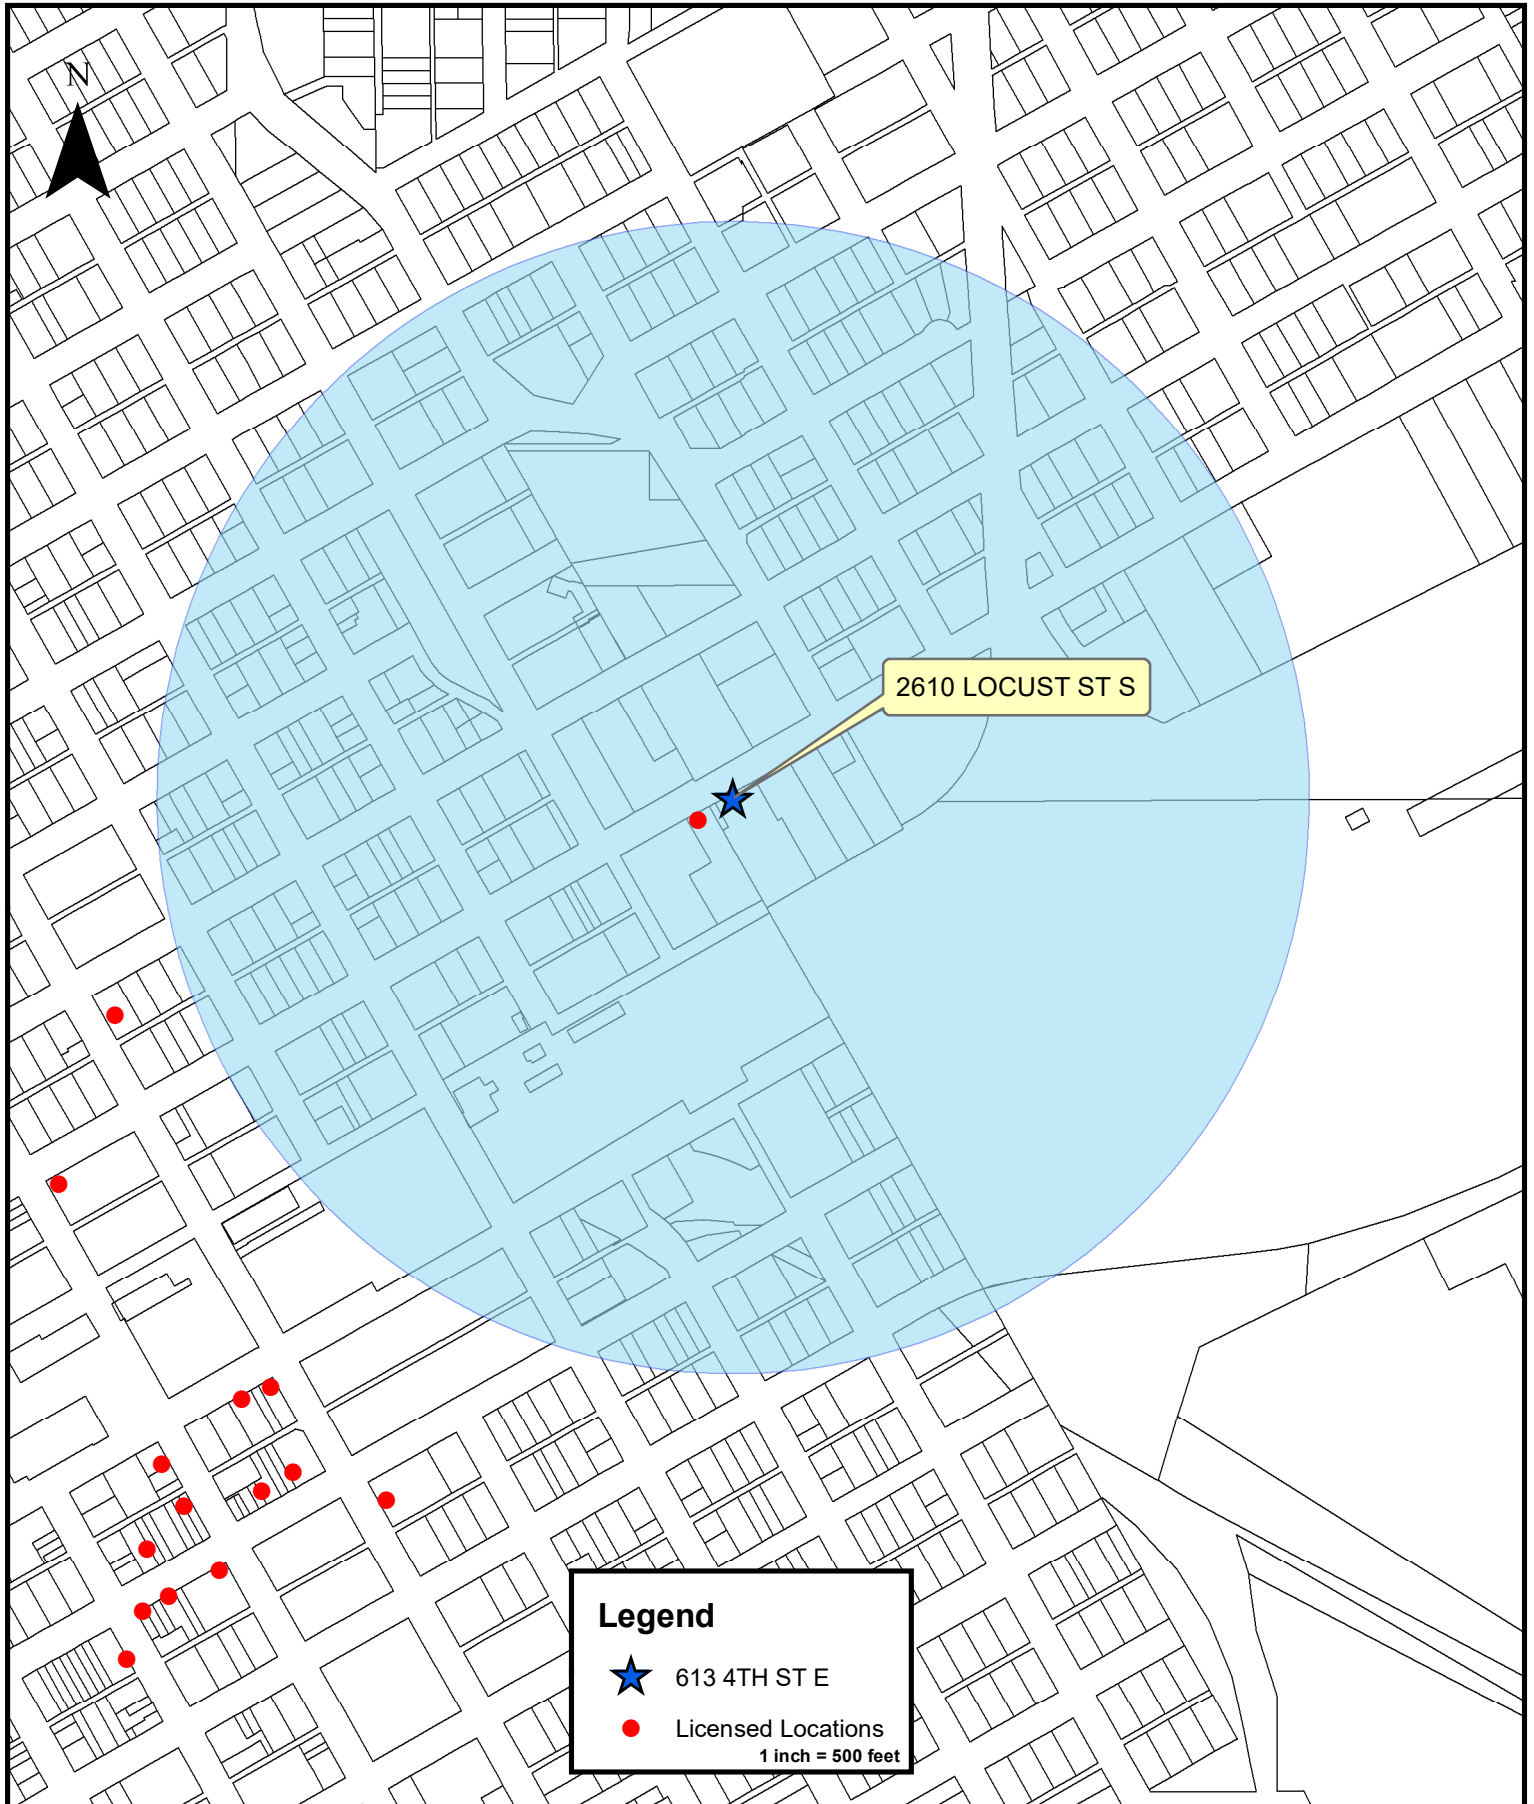 N
2610 LOCUST ST S
Legend
613 4TH ST E
Licensed Locations
1 inch = 500 feet